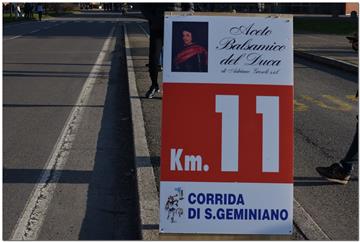 Aceto
Balsamico
del Duca
di Adriano Grosoli s.r.l.
Km. 11
CORRIDA
DI S.GEMINIANO